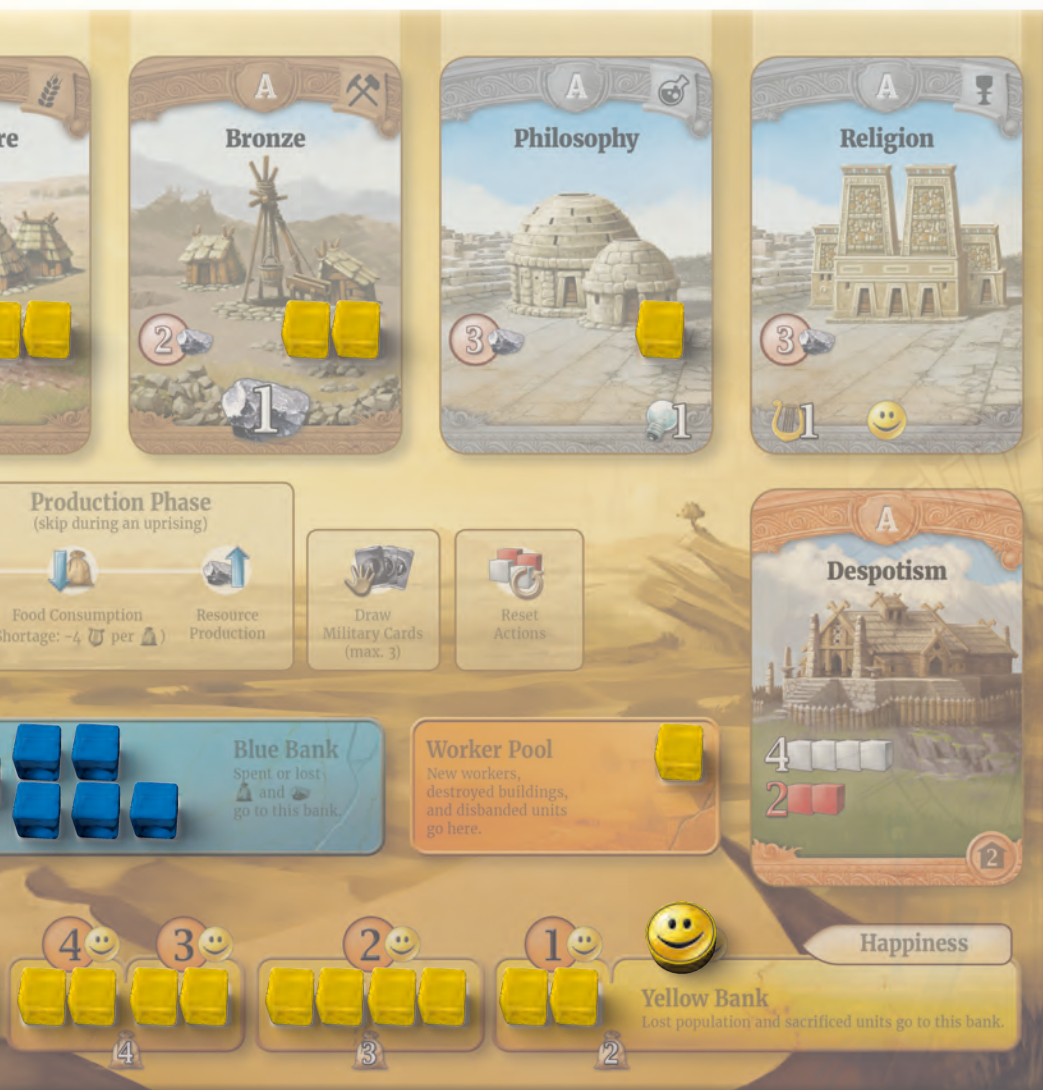 A
A
A
re
Bronze
Philosophy
Religion
2
3
3
1
1
1
Production Phase
(skip during an uprising)
Food Consumption
Shortage: -4 per )
Resource
Production
Draw
Military Cards
(max. 3)
Reset
Actions
A
Despotism
4
2
2
Blue Bank
Spent or lost
and
go to this bank.
Worker Pool
New workers,
destroyed buildings,
and disbanded units
go here.
4
3
2
1
Happiness
Yellow Bank
Lost population and sacrificed units go to this bank.
4
3
2